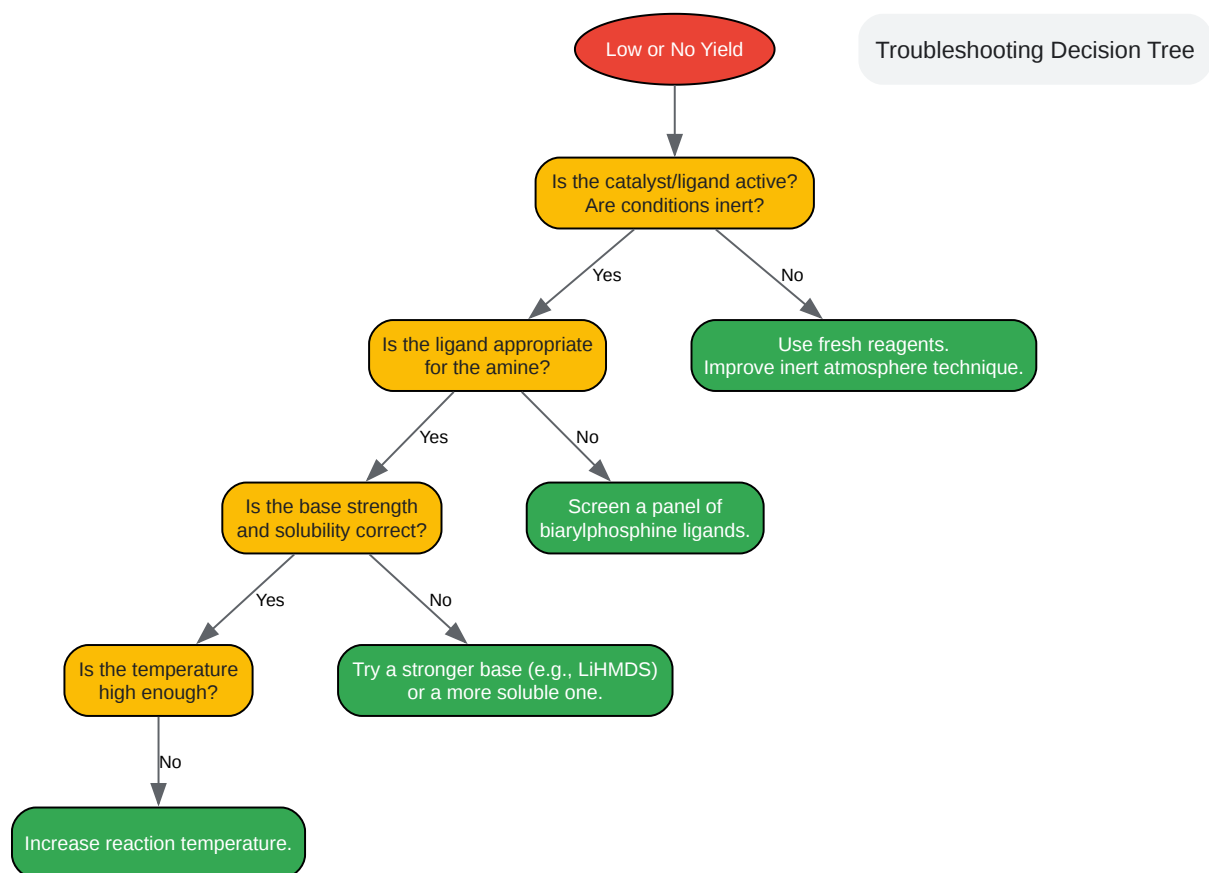 Low or No Yield
Troubleshooting Decision Tree
Is the catalyst/ligand active?
Are conditions inert?
Yes
No
Is the ligand appropriate
for the amine?
Use fresh reagents.
Improve inert atmosphere technique.
Yes
No
Is the base strength
and solubility correct?
Screen a panel of
biarylphosphine ligands.
Yes
No
Is the temperature
high enough?
Try a stronger base (e.g., LiHMDS)
or a more soluble one.
No
Increase reaction temperature.